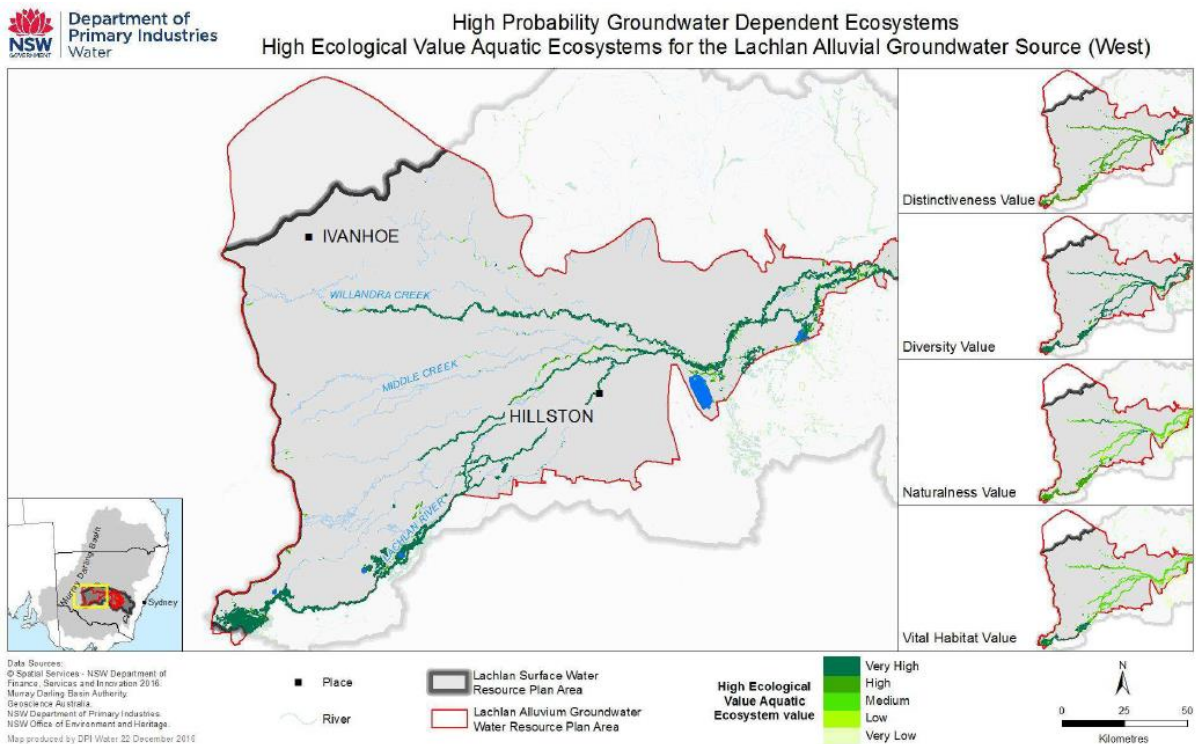 NSW
GOVERNMENT
Department of
Primary Industries
Water
High Probability Groundwater Dependent Ecosystems
High Ecological Value Aquatic Ecosystems for the Lachlan Alluvial Groundwater Source (West)
IVANHOE
WILLANDRA CREEK
MIDDLE CREEK
HILLSTON
LACHLAN RIVER
Distinctiveness Value
Diversity Value
Naturalness Value
Vital Habitat Value
Murray Darling Basin
Sydney
Data Sources:
© Spatial Services - NSW Department of
Finance, Services and Innovation 2016.
Murray Darling Basin Authority.
Geoscience Australia.
NSW Department of Primary Industries.
NSW Office of Environment and Heritage.
Map produced by DPI Water 22 December 2016
Place
River
Lachlan Surface Water
Resource Plan Area
Lachlan Alluvium Groundwater
Water Resource Plan Area
High Ecological
Value Aquatic
Ecosystem value
Very High
High
Medium
Low
Very Low
N
0 25 50
Kilometres